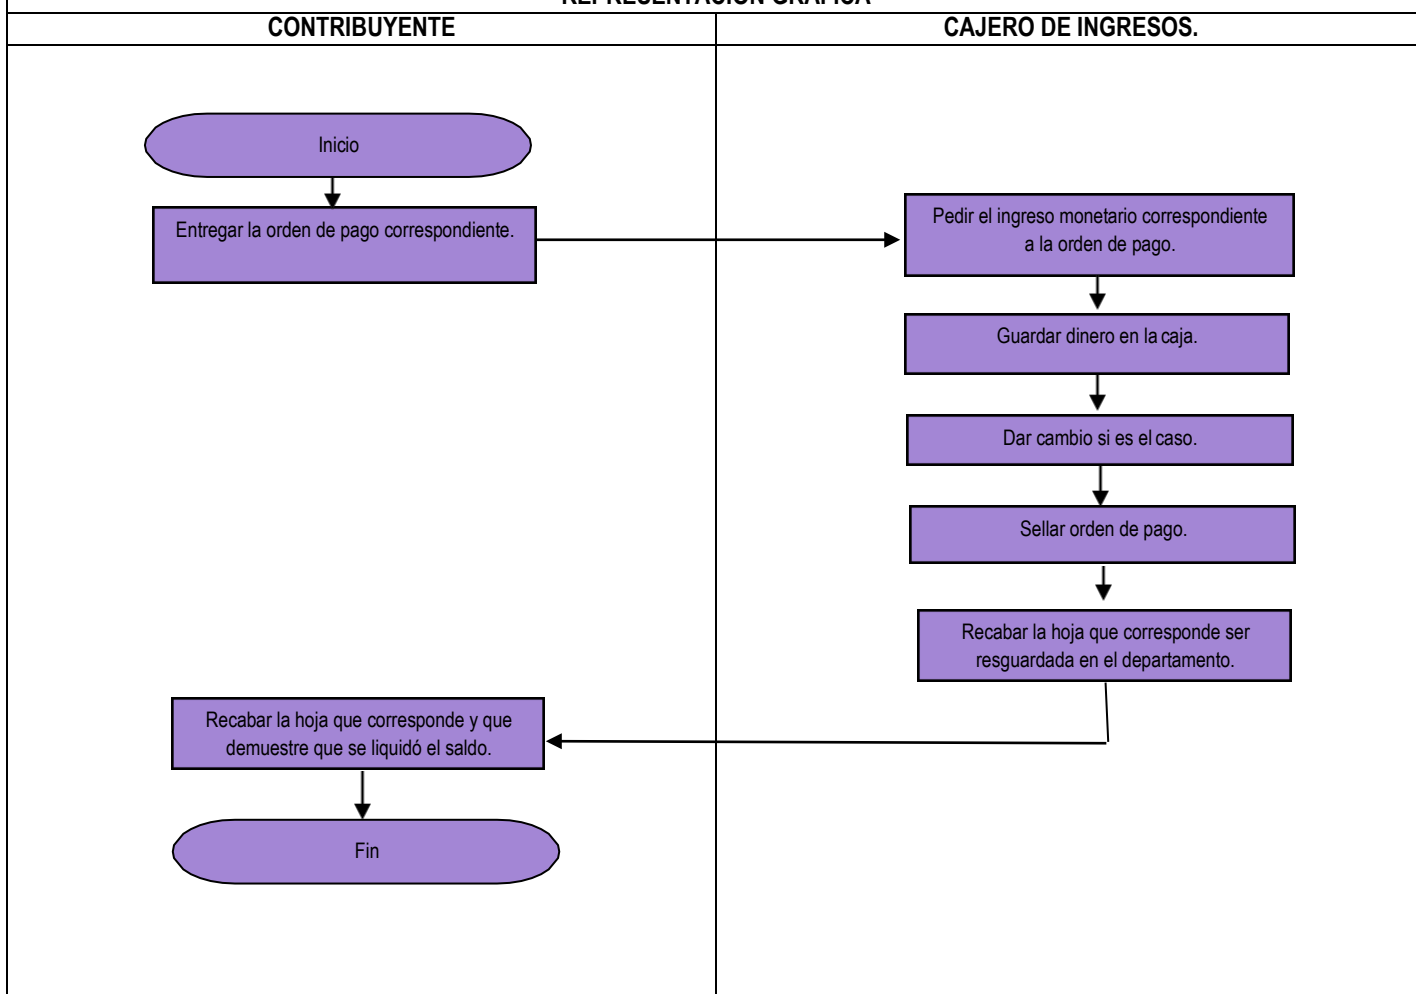 REPRESENTACIÓN GRÁFICA
CONTRIBUYENTE
CAJERO DE INGRESOS.
Inicio
Entregar la orden de pago correspondiente.
Pedir el ingreso monetario correspondiente
a la orden de pago.
Guardar dinero en la caja.
Dar cambio si es el caso.
Sellar orden de pago.
Recabar la hoja que corresponde ser
resguardada en el departamento.
Recabar la hoja que corresponde y que
demuestre que se liquidó el saldo.
Fin